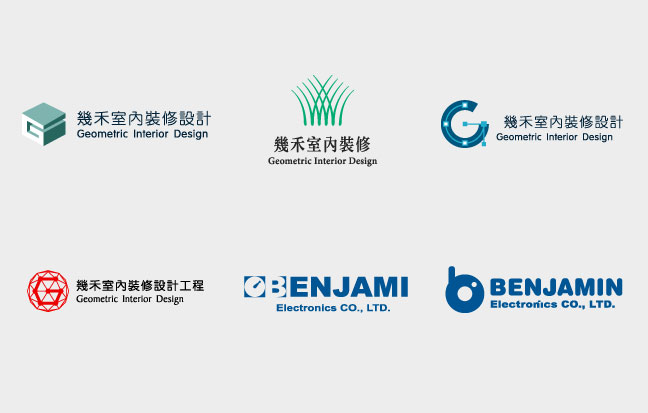 幾禾室內裝修設計
Geometric Interior Design
幾禾室內裝修
Geometric Interior Design
幾禾室內裝修設計
Geometric Interior Design
幾禾室內裝修設計工程
Geometric Interior Design
BENJAMI
Electronics CO., LTD.
BENJAMIN
Electronics CO., LTD.